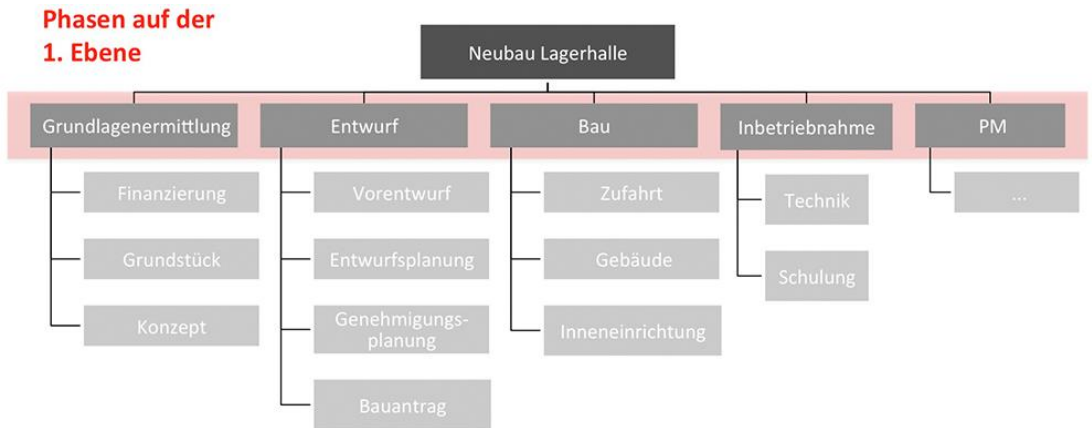 Phasen auf der
1. Ebene
Neubau Lagerhalle
Grundlagenermittlung
Entwurf
Bau
Inbetriebnahme
PM
Finanzierung
Grundstück
Konzept
Vorentwurf
Entwurfsplanung
Genehmigungs-
planung
Bauantrag
Zufahrt
Gebäude
Inneneinrichtung
Technik
Schulung
...